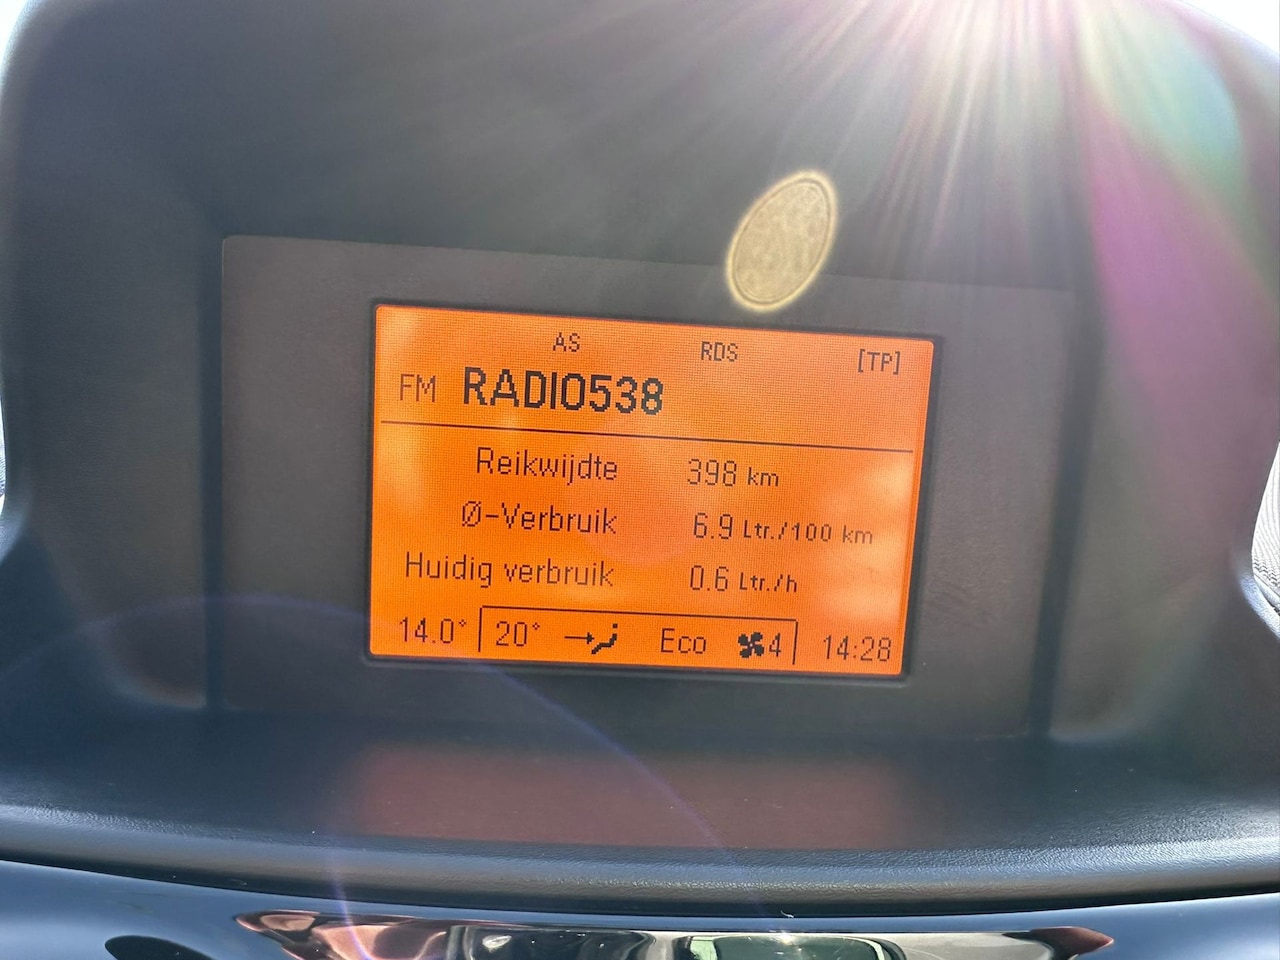 AS RDS [TP]
FM RADIO538
Reikwijdte 398 km
Ø-Verbruik 6.9 Ltr./100 km
Huidig verbruik 0.6 Ltr./h
14.0° 20° Eco 4 14:28